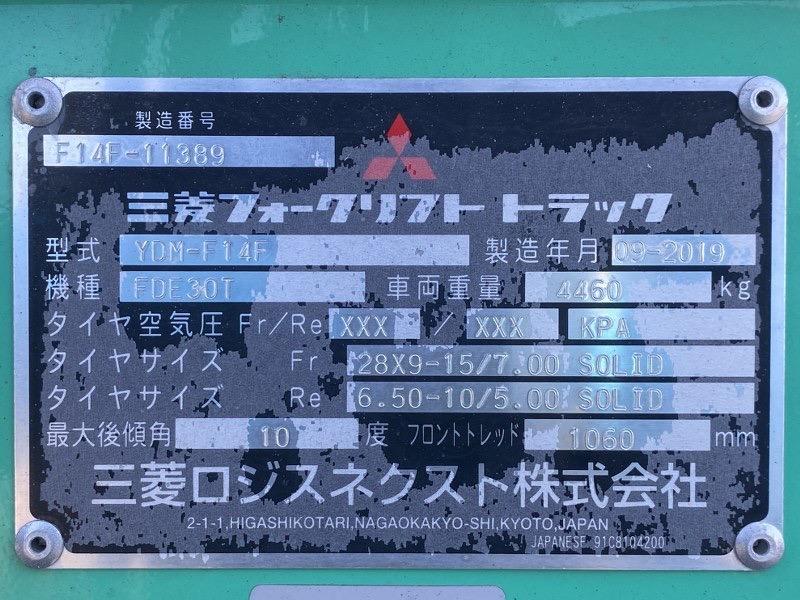 製造番号
F14F-11389
三菱フォークリフト トラック
型式 YDM-F14F 製造年月 09-2019
機種 FDE30T 車両重量 4460 kg
タイヤ空気圧 Fr/Re XXX / XXX KPA
タイヤサイズ Fr 28X9-15/7.00 SOLID
タイヤサイズ Re 6.50-10/5.00 SOLID
最大後傾角 10 度 フロントトレッド 1060 mm
三菱ロジスネクスト株式会社
2-1-1,HIGASHIKOTARI,NAGAOKAKYO-SHI,KYOTO,JAPAN
JAPANESE 91C8104200